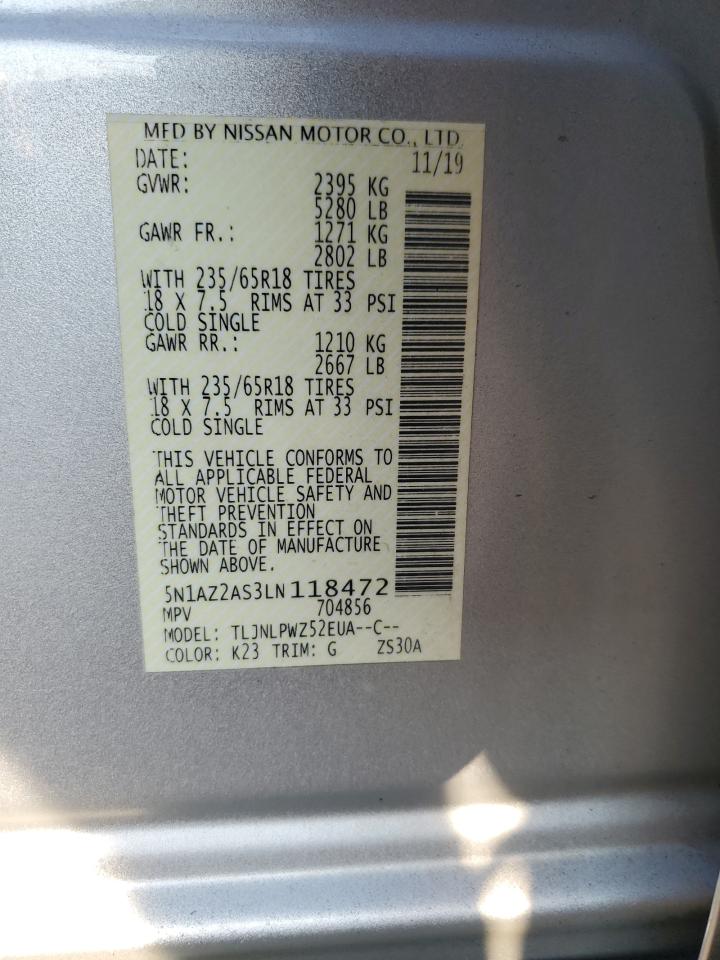 MFD BY NISSAN MOTOR CO., LTD.
DATE: 11/19
GVWR: 2395 KG
5280 LB
GAWR FR.: 1271 KG
2802 LB
WITH 235/65R18 TIRES
18 X 7.5 RIMS AT 33 PSI
COLD SINGLE
GAWR RR.: 1210 KG
2667 LB
WITH 235/65R18 TIRES
18 X 7.5 RIMS AT 33 PSI
COLD SINGLE
THIS VEHICLE CONFORMS TO
ALL APPLICABLE FEDERAL
MOTOR VEHICLE SAFETY AND
THEFT PREVENTION
STANDARDS IN EFFECT ON
THE DATE OF MANUFACTURE
SHOWN ABOVE.
5N1AZ2AS3LN118472
MPV 704856
MODEL: TLJNLPWZ52EUA--C--
COLOR: K23 TRIM: G ZS30A